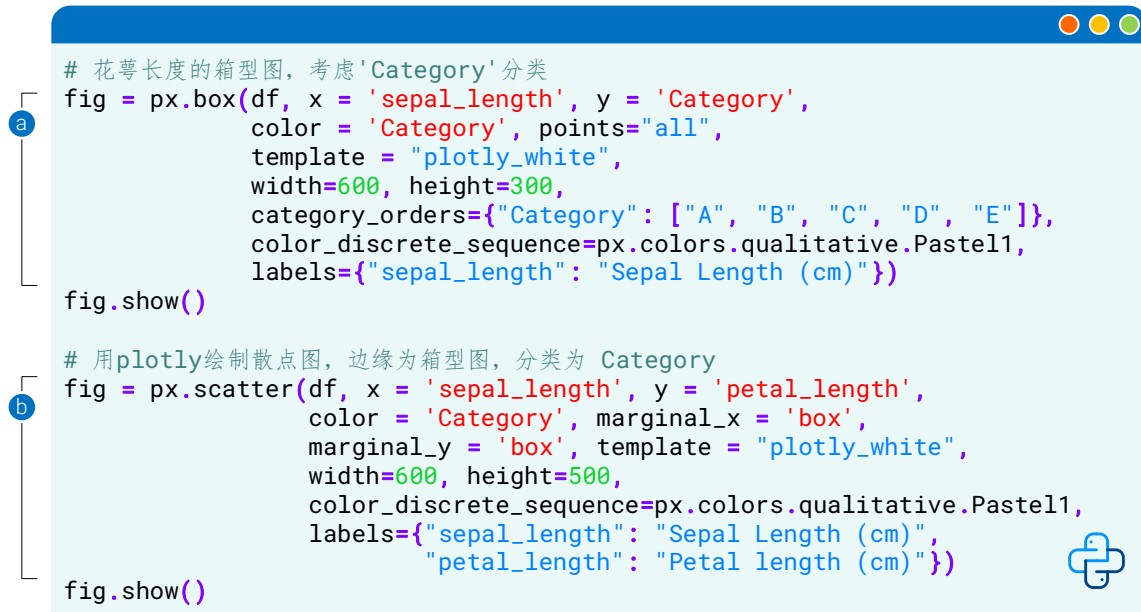 # 花萼长度的箱型图，考虑'Category'分类
a
fig = px.box(df, x = 'sepal_length', y = 'Category',
color = 'Category', points="all",
template = "plotly_white",
width=600, height=300,
category_orders={"Category": ["A", "B", "C", "D", "E"]},
color_discrete_sequence=px.colors.qualitative.Pastel1,
labels={"sepal_length": "Sepal Length (cm)"})
fig.show()
# 用plotly绘制散点图，边缘为箱型图，分类为 Category
b
fig = px.scatter(df, x = 'sepal_length', y = 'petal_length',
color = 'Category', marginal_x = 'box',
marginal_y = 'box', template = "plotly_white",
width=600, height=500,
color_discrete_sequence=px.colors.qualitative.Pastel1,
labels={"sepal_length": "Sepal Length (cm)",
"petal_length": "Petal length (cm)"})
fig.show()